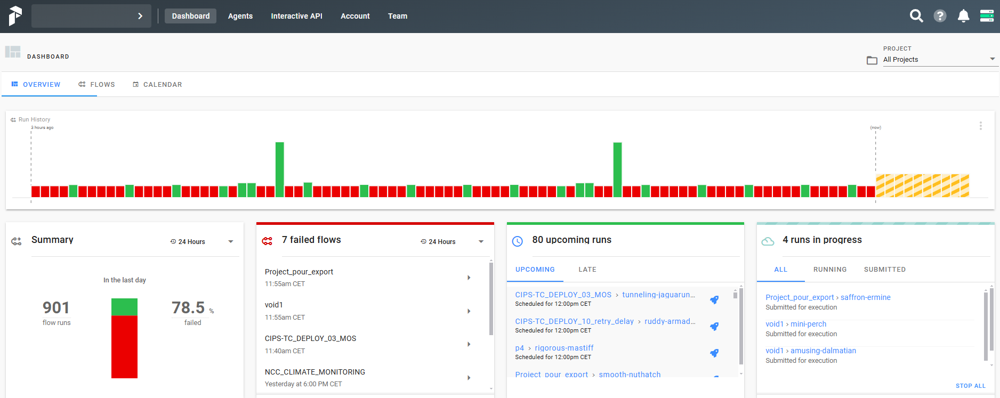 Dashboard Agents Interactive API Account Team
DASHBOARD
PROJECT
All Projects
OVERVIEW FLOWS CALENDAR
Run History
3 hours ago
(now)
Summary
24 Hours
In the last day
901
flow runs
78.5 %
failed
7 failed flows
24 Hours
Project_pour_export
11:55am CET
void1
11:55am CET
CIPS-TC_DEPLOY_03_MOS
11:40am CET
NCC_CLIMATE_MONITORING
Yesterday at 6:00 PM CET
80 upcoming runs
UPCOMING LATE
CIPS-TC_DEPLOY_03_MOS › tunneling-jaguarun...
Scheduled for 12:00pm CET
CIPS-TC_DEPLOY_10_retry_delay › ruddy-armad...
Scheduled for 12:00pm CET
p4 › rigorous-mastiff
Scheduled for 12:00pm CET
Project_pour_export › smooth-nuthatch
4 runs in progress
ALL RUNNING SUBMITTED
Project_pour_export › saffron-ermine
Submitted for execution
void1 › mini-perch
Submitted for execution
void1 › amusing-dalmatian
Submitted for execution
STOP ALL